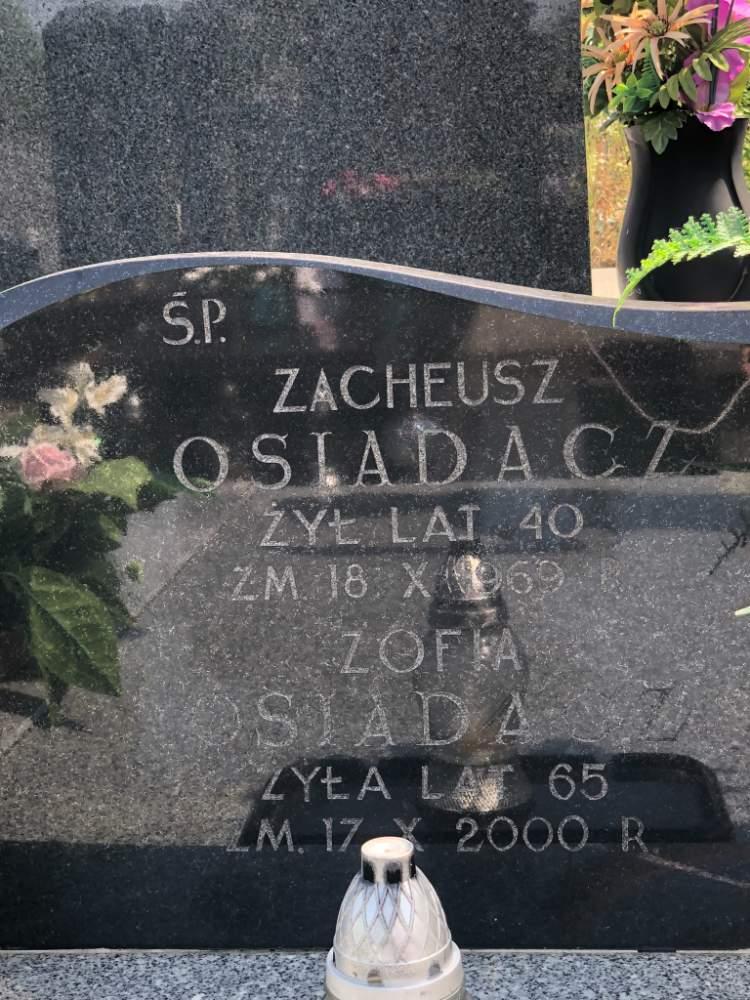 Ś.P.
ZACHEUSZ
OSIADACZ
ŻYŁ LAT 40
ZM. 18 X 1969 R.
ZOFIA
OSIADACZ
ŻYŁA LAT 65
ZM. 17 X 2000 R.